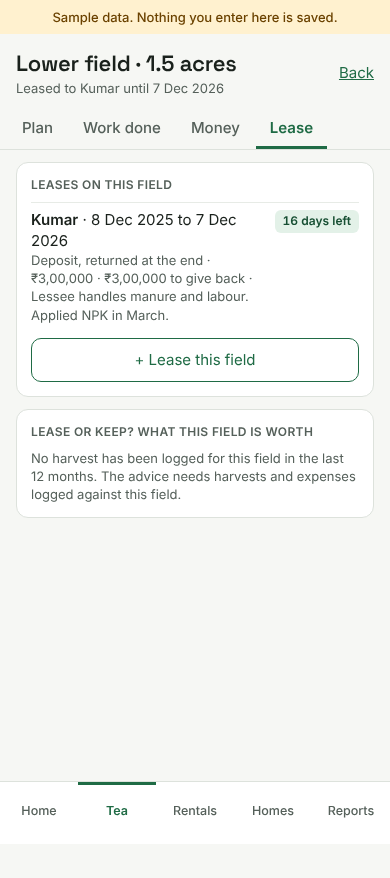 Sample data. Nothing you enter here is saved.
Lower field · 1.5 acres
Leased to Kumar until 7 Dec 2026
Back
Plan
Work done
Money
Lease
LEASES ON THIS FIELD
Kumar · 8 Dec 2025 to 7 Dec
2026
16 days left
Deposit, returned at the end ·
₹3,00,000 · ₹3,00,000 to give back ·
Lessee handles manure and labour.
Applied NPK in March.
+ Lease this field
LEASE OR KEEP? WHAT THIS FIELD IS WORTH
No harvest has been logged for this field in the last
12 months. The advice needs harvests and expenses
logged against this field.
Home
Tea
Rentals
Homes
Reports